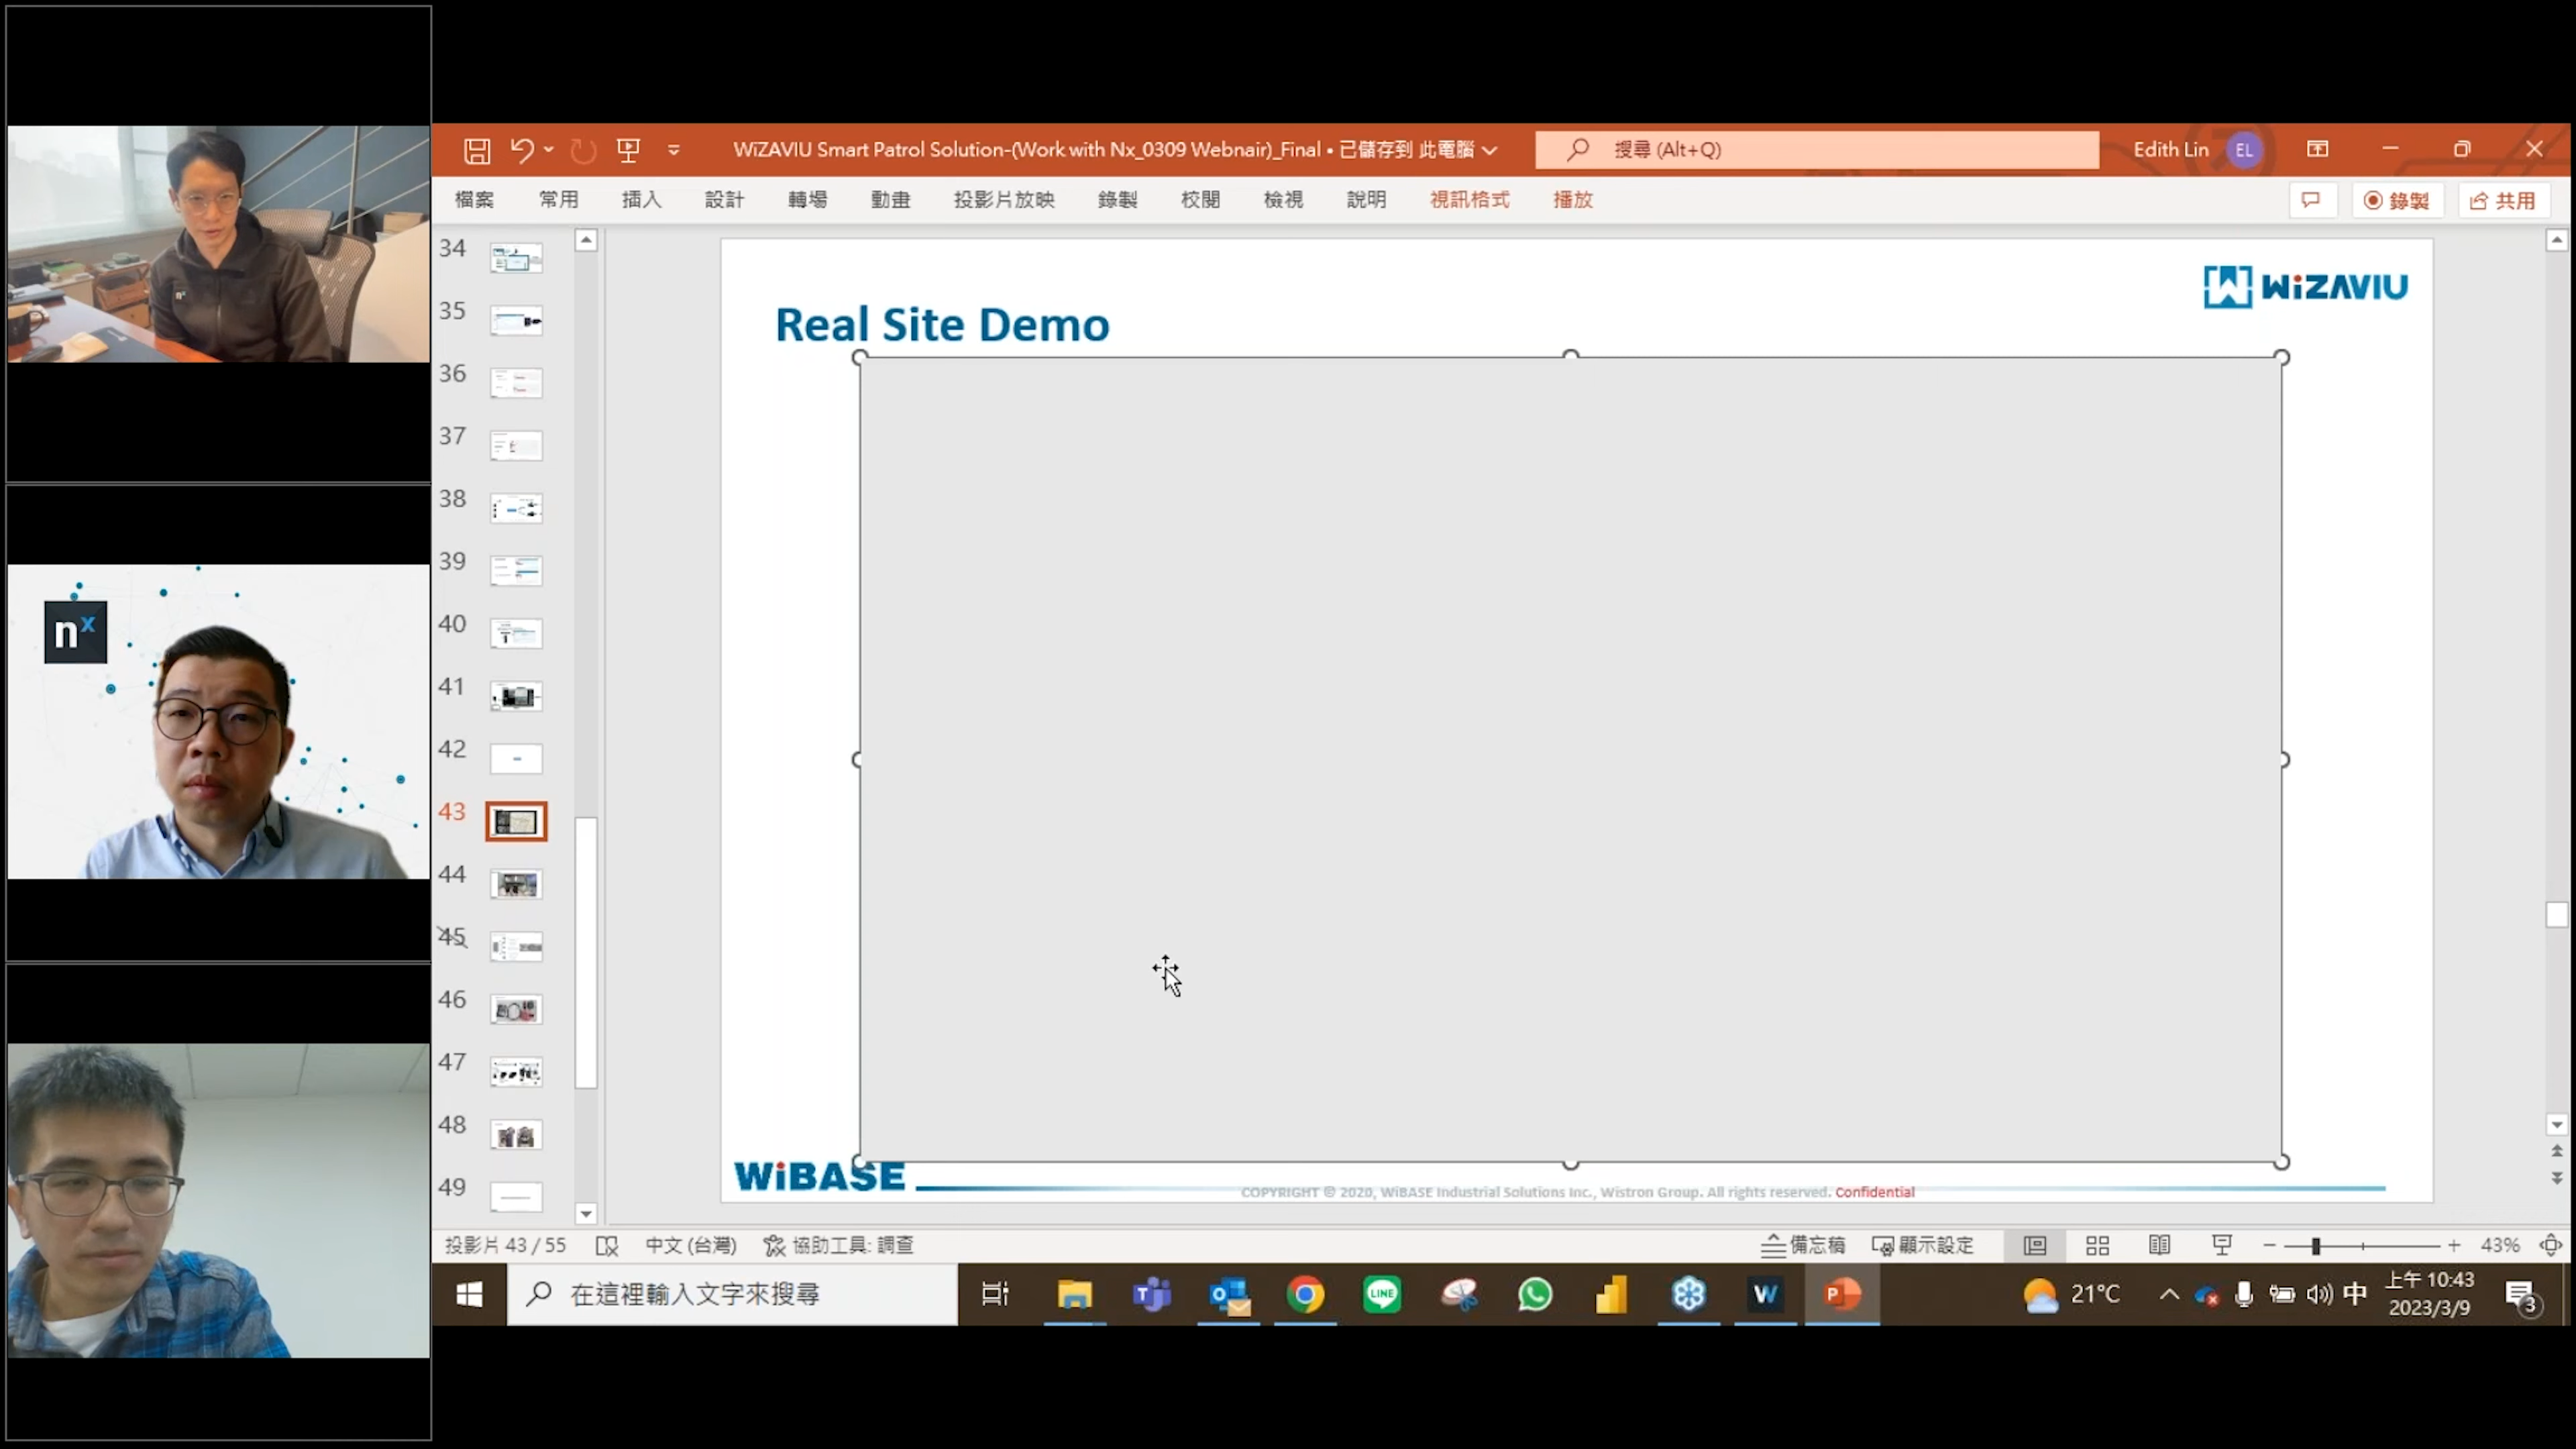 WiZAVIU Smart Patrol Solution-(Work with Nx_0309 Webnair)_Final • 已儲存到 此電腦
搜尋 (Alt+Q)
Edith Lin
EL
檔案
常用
插入
設計
轉場
動畫
投影片放映
錄製
校閱
檢視
說明
視訊格式
播放
錄製
共用
34
35
36
37
38
39
40
41
42
43
44
45
46
47
48
49
WiZAVIU
Real Site Demo
WiBASE
COPYRIGHT © 2020, WiBASE Industrial Solutions Inc., Wistron Group. All rights reserved. Confidential
nx
投影片 43 / 55
中文 (台灣)
協助工具: 調查
備忘稿
顯示設定
43%
在這裡輸入文字來搜尋
LINE
21°C
中
上午 10:43
2023/3/9
3